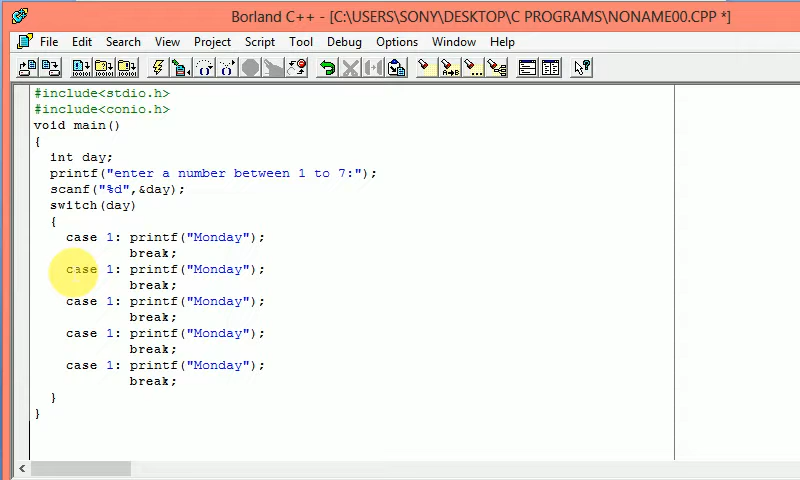 Borland C++ - [C:\USERS\SONY\DESKTOP\C PROGRAMS\NONAME00.CPP *]
File Edit Search View Project Script Tool Debug Options Window Help
#include<stdio.h>
#include<conio.h>
void main()
{
  int day;
  printf("enter a number between 1 to 7:");
  scanf("%d",&day);
  switch(day)
  {
    case 1: printf("Monday");
            break;
    case 1: printf("Monday");
            break;
    case 1: printf("Monday");
            break;
    case 1: printf("Monday");
            break;
    case 1: printf("Monday");
            break;
  }
}